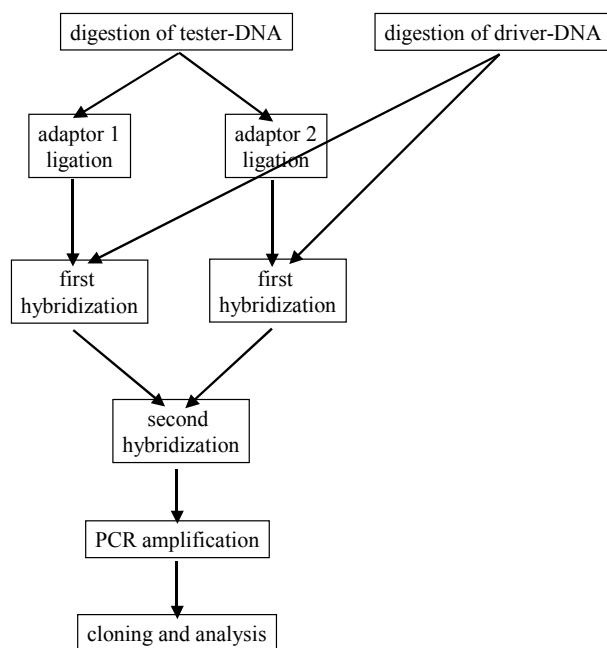 digestion of tester-DNA
digestion of driver-DNA
adaptor 1
ligation
adaptor 2
ligation
first
hybridization
first
hybridization
second
hybridization
PCR amplification
cloning and analysis